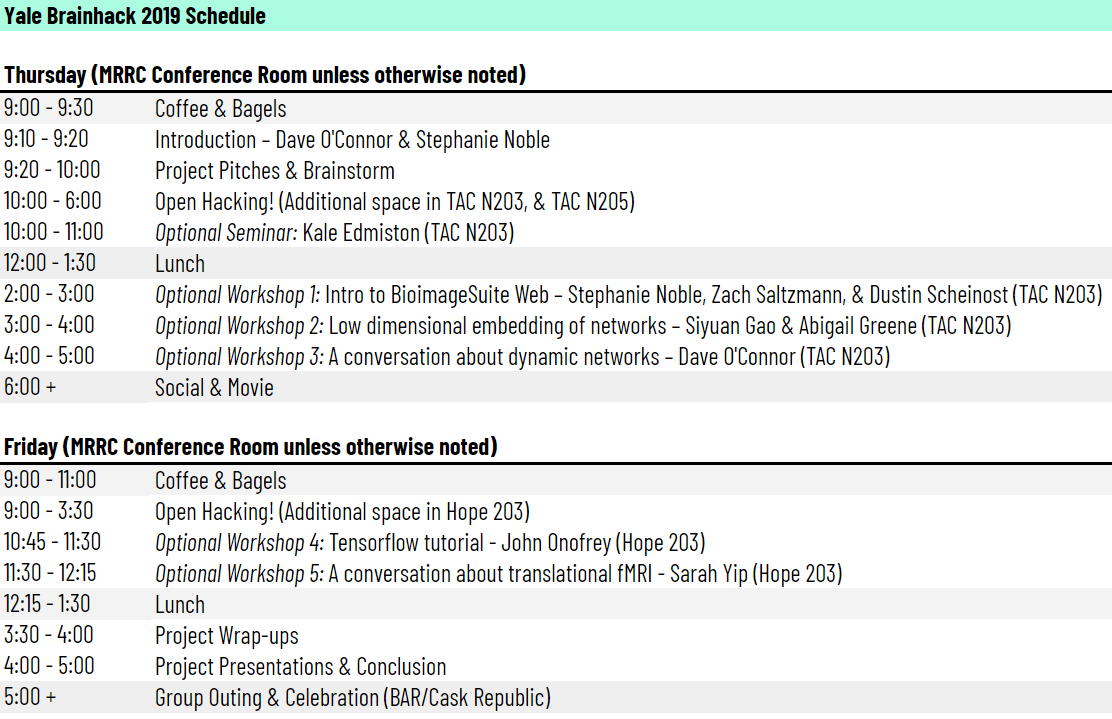 Yale Brainhack 2019 Schedule
Thursday (MRRC Conference Room unless otherwise noted)
9:00 - 9:30 Coffee & Bagels
9:10 - 9:20 Introduction – Dave O'Connor & Stephanie Noble
9:20 - 10:00 Project Pitches & Brainstorm
10:00 - 6:00 Open Hacking! (Additional space in TAC N203, & TAC N205)
10:00 - 11:00 Optional Seminar: Kale Edmiston (TAC N203)
12:00 - 1:30 Lunch
2:00 - 3:00 Optional Workshop 1: Intro to BioimageSuite Web – Stephanie Noble, Zach Saltzmann, & Dustin Scheinost (TAC N203)
3:00 - 4:00 Optional Workshop 2: Low dimensional embedding of networks – Siyuan Gao & Abigail Greene (TAC N203)
4:00 - 5:00 Optional Workshop 3: A conversation about dynamic networks – Dave O'Connor (TAC N203)
6:00 + Social & Movie
Friday (MRRC Conference Room unless otherwise noted)
9:00 - 11:00 Coffee & Bagels
9:00 - 3:30 Open Hacking! (Additional space in Hope 203)
10:45 - 11:30 Optional Workshop 4: Tensorflow tutorial - John Onofrey (Hope 203)
11:30 - 12:15 Optional Workshop 5: A conversation about translational fMRI - Sarah Yip (Hope 203)
12:15 - 1:30 Lunch
3:30 - 4:00 Project Wrap-ups
4:00 - 5:00 Project Presentations & Conclusion
5:00 + Group Outing & Celebration (BAR/Cask Republic)